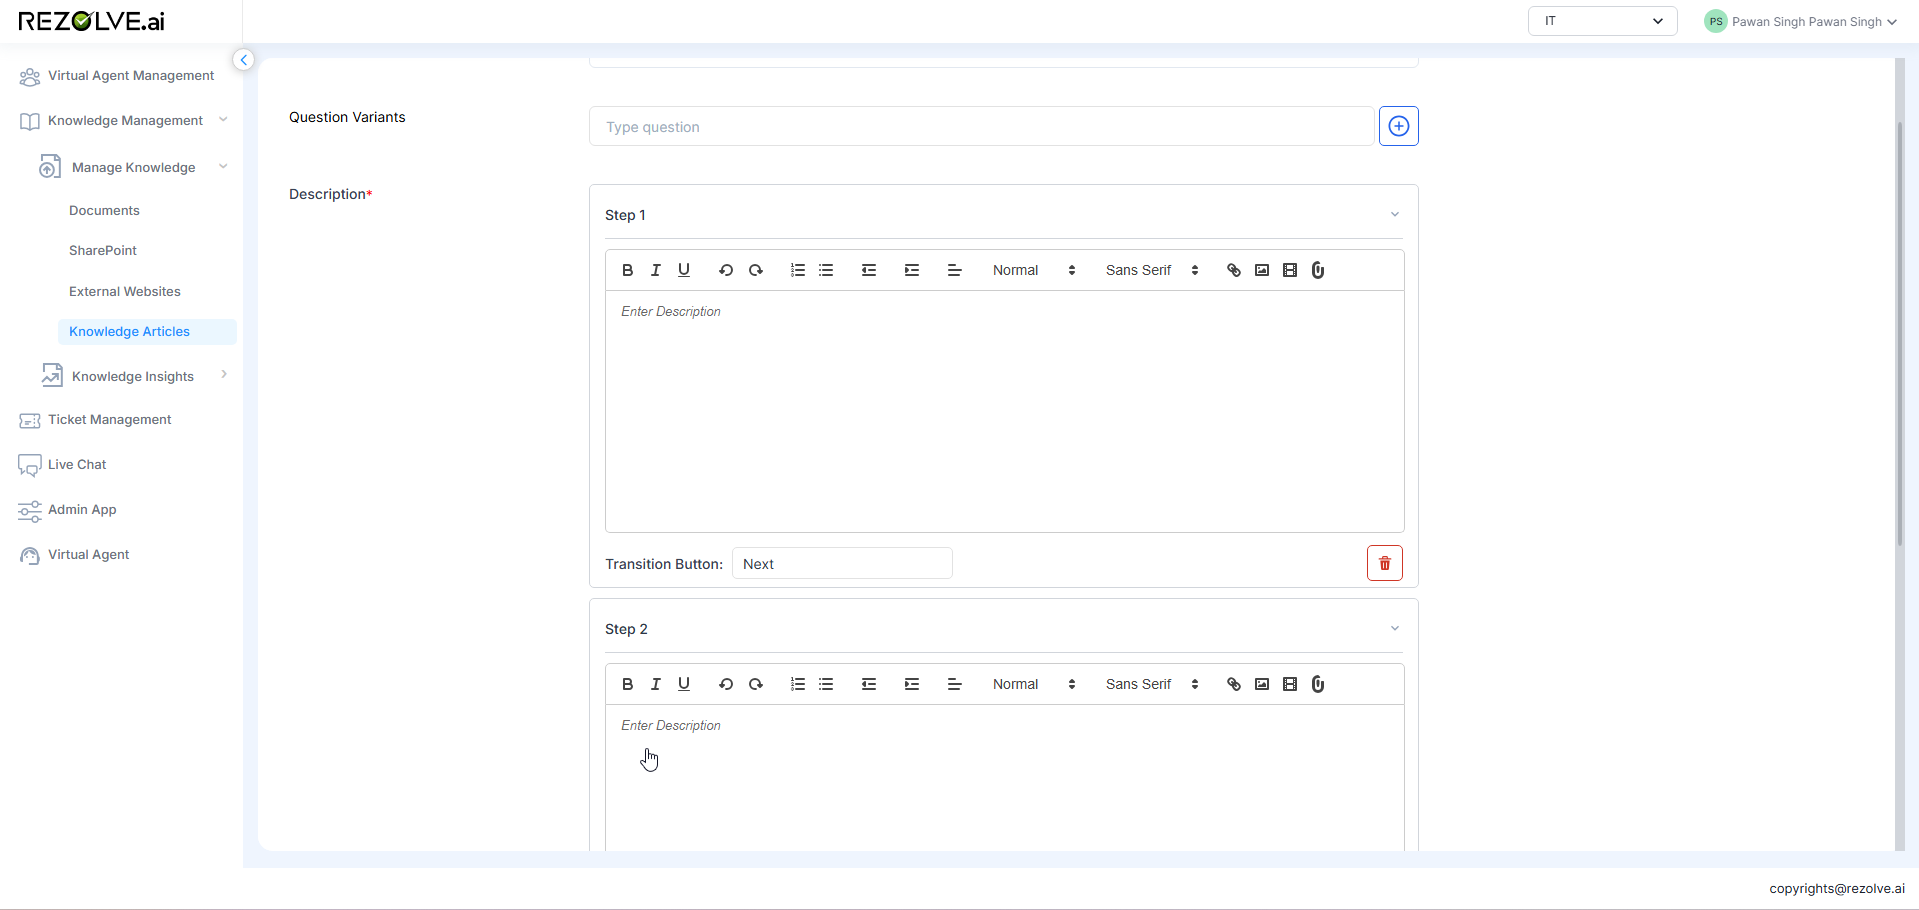 REZOLVE.ai
IT
PS Pawan Singh Pawan Singh
Virtual Agent Management
Knowledge Management
Manage Knowledge
Documents
SharePoint
External Websites
Knowledge Articles
Knowledge Insights
Ticket Management
Live Chat
Admin App
Virtual Agent
Question Variants
Type question
Description*
Step 1
B I U Normal Sans Serif
Enter Description
Transition Button: Next
Step 2
B I U Normal Sans Serif
Enter Description
copyrights@rezolve.ai